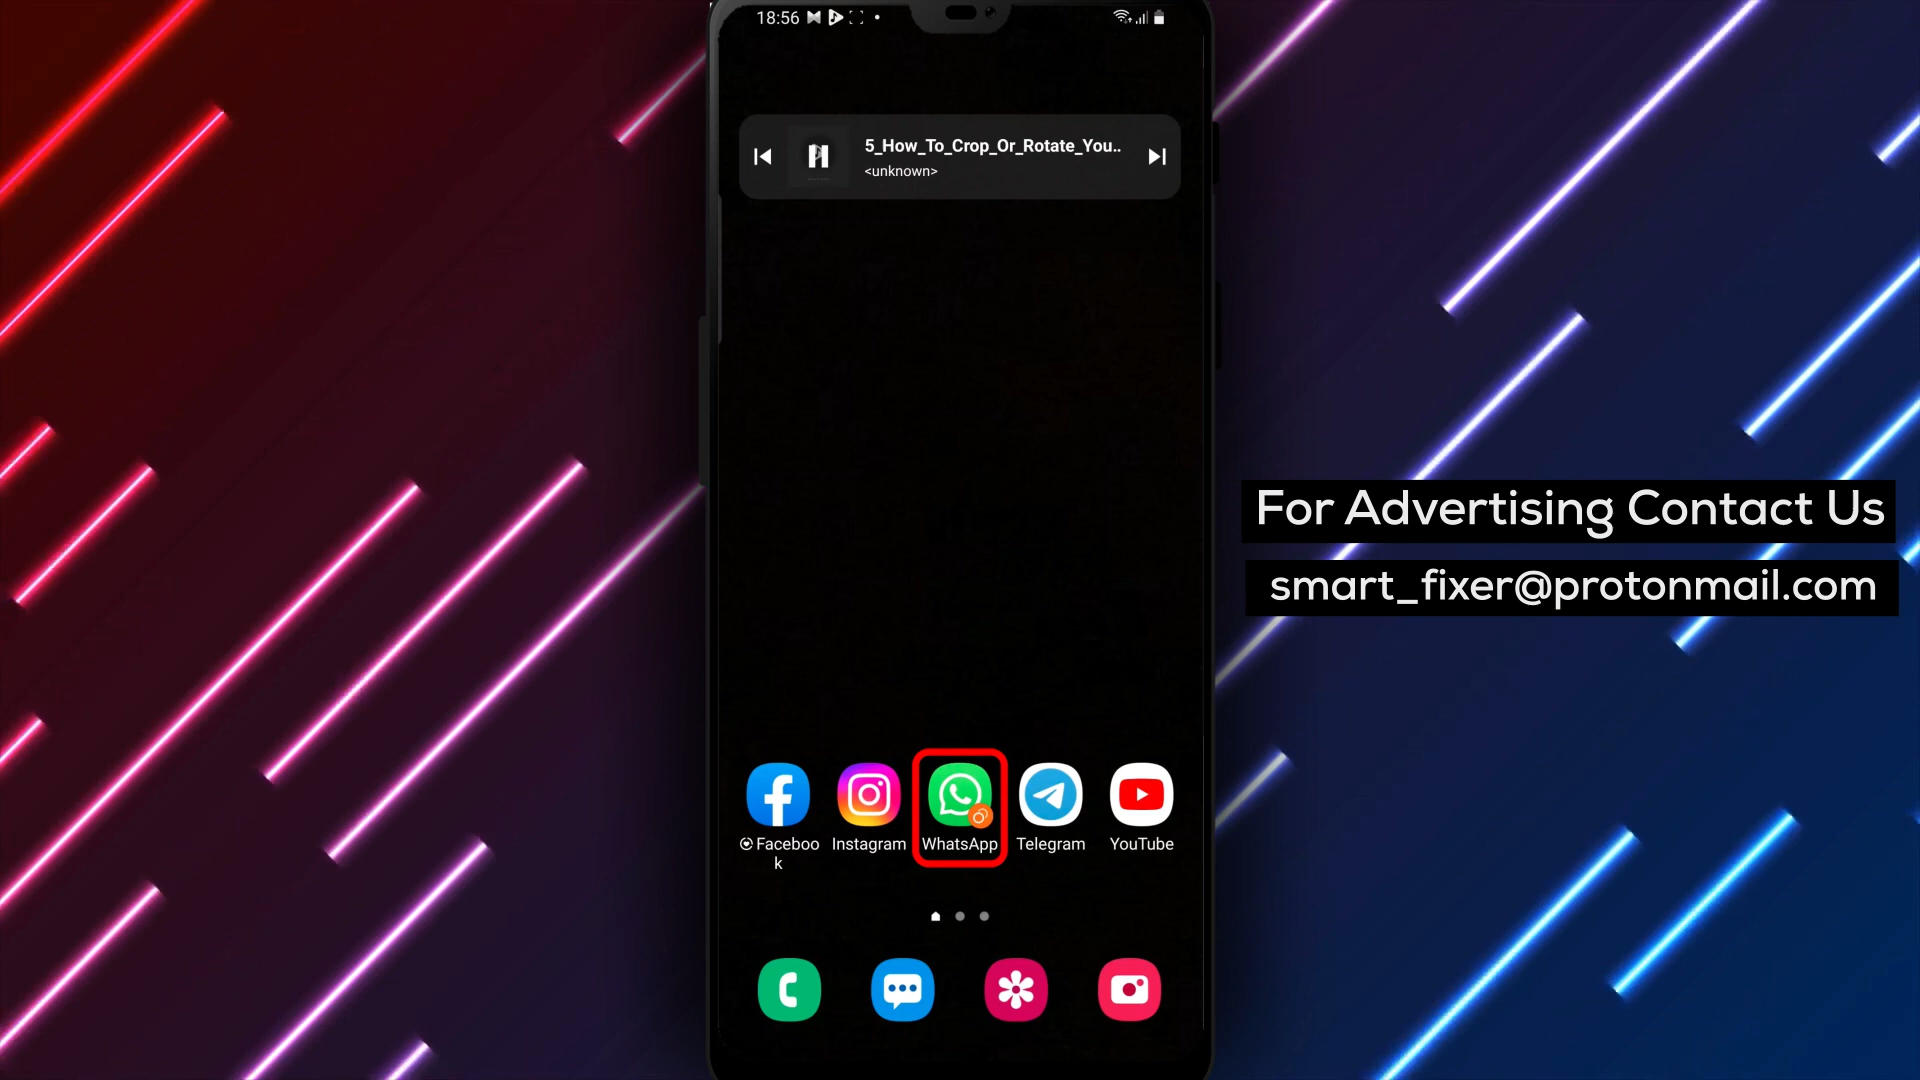 18:56
5_How_To_Crop_Or_Rotate_You..
<unknown>
For Advertising Contact Us
smart_fixer@protonmail.com
Faceboo
k
Instagram
WhatsApp
Telegram
YouTube